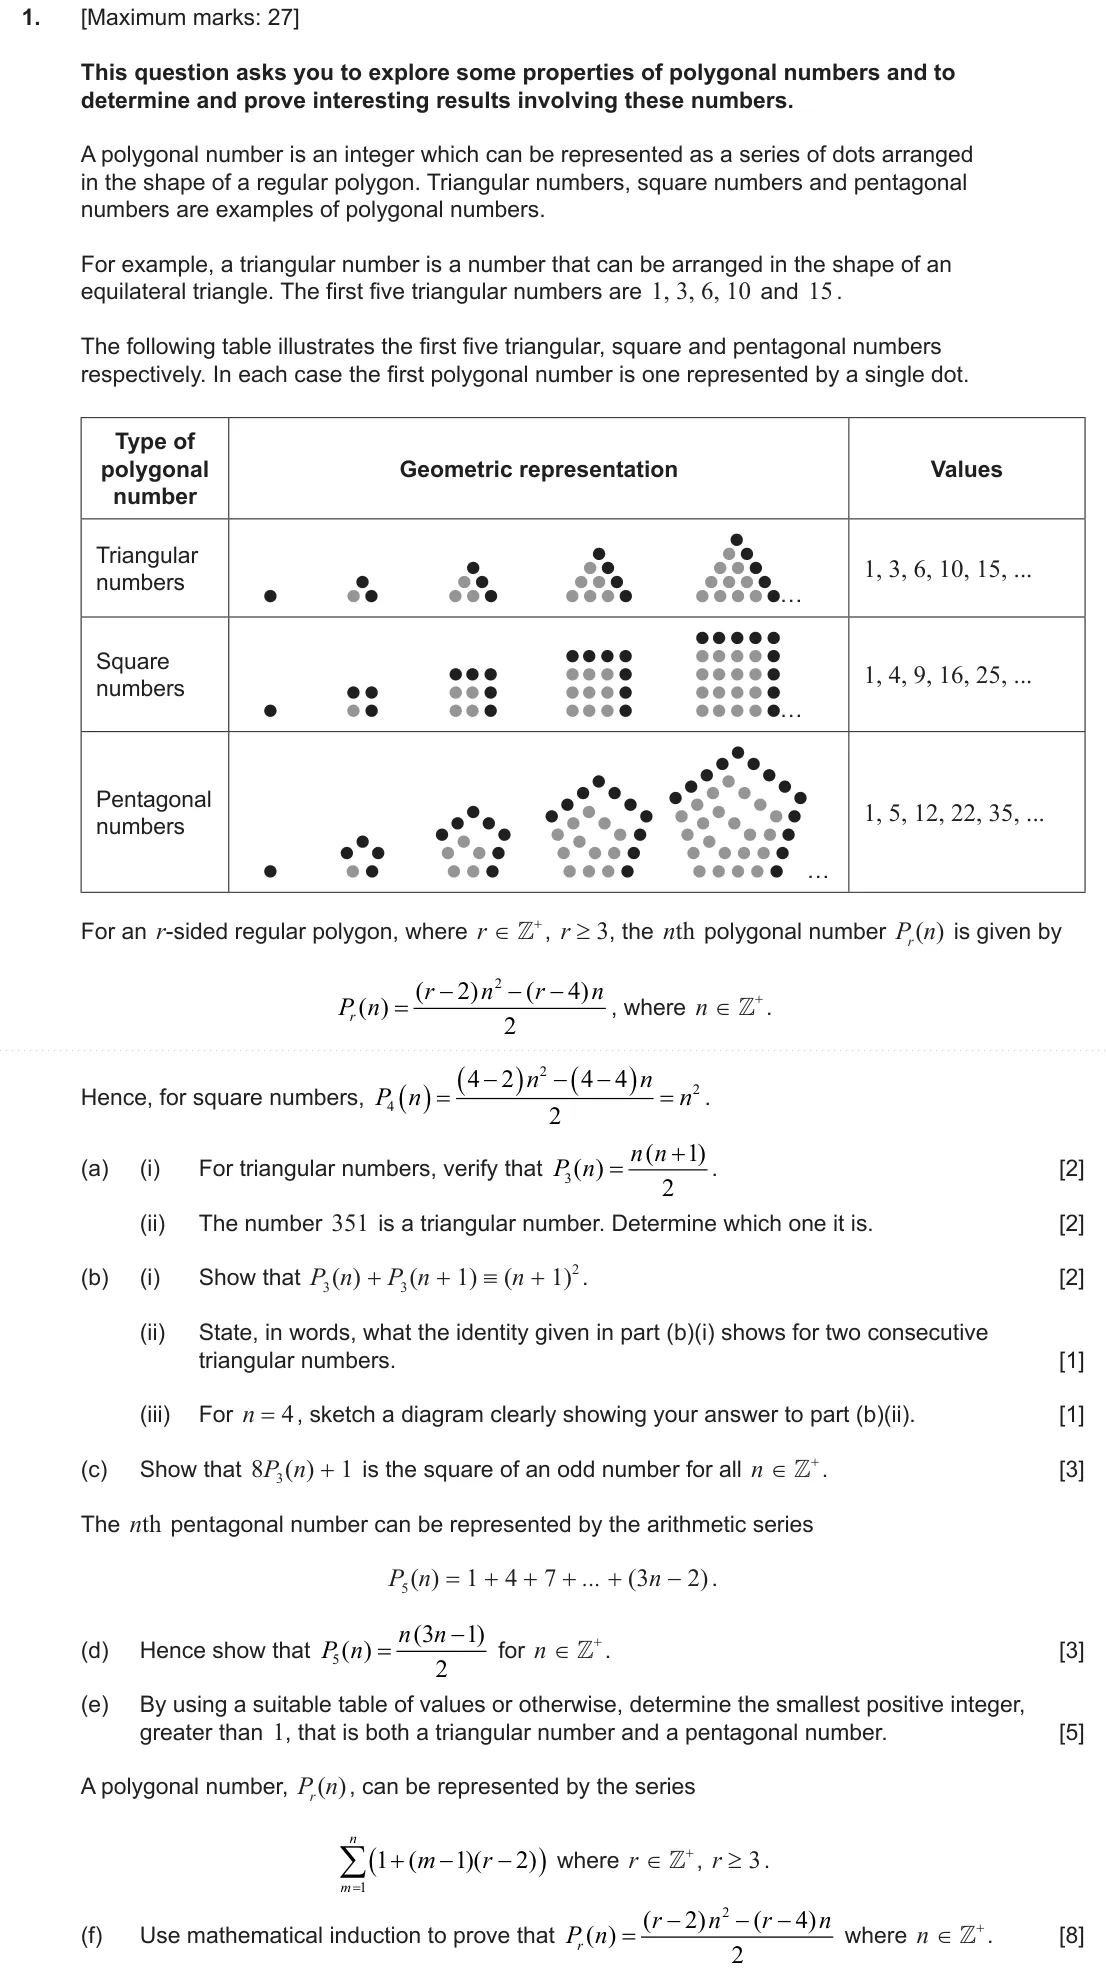 1. [Maximum marks: 27]
This question asks you to explore some properties of polygonal numbers and to
determine and prove interesting results involving these numbers.
A polygonal number is an integer which can be represented as a series of dots arranged
in the shape of a regular polygon. Triangular numbers, square numbers and pentagonal
numbers are examples of polygonal numbers.
For example, a triangular number is a number that can be arranged in the shape of an
equilateral triangle. The first five triangular numbers are 1, 3, 6, 10 and 15.
The following table illustrates the first five triangular, square and pentagonal numbers
respectively. In each case the first polygonal number is one represented by a single dot.
Type of
polygonal
number
Geometric representation
Values
Triangular
numbers
…
1, 3, 6, 10, 15, ...
Square
numbers
…
1, 4, 9, 16, 25, ...
Pentagonal
numbers
…
1, 5, 12, 22, 35, ...
For an r-sided regular polygon, where r ∈ ℤ⁺, r ≥ 3, the nth polygonal number Pᵣ(n) is given by
Pᵣ(n) = ((r − 2)n² − (r − 4)n)/2, where n ∈ ℤ⁺.
Hence, for square numbers, P₄(n) = ((4 − 2)n² − (4 − 4)n)/2 = n².
(a) (i) For triangular numbers, verify that P₃(n) = n(n + 1)/2. [2]
(ii) The number 351 is a triangular number. Determine which one it is. [2]
(b) (i) Show that P₃(n) + P₃(n + 1) ≡ (n + 1)². [2]
(ii) State, in words, what the identity given in part (b)(i) shows for two consecutive
triangular numbers. [1]
(iii) For n = 4, sketch a diagram clearly showing your answer to part (b)(ii). [1]
(c) Show that 8P₃(n) + 1 is the square of an odd number for all n ∈ ℤ⁺. [3]
The nth pentagonal number can be represented by the arithmetic series
P₅(n) = 1 + 4 + 7 + ... + (3n − 2).
(d) Hence show that P₅(n) = n(3n − 1)/2 for n ∈ ℤ⁺. [3]
(e) By using a suitable table of values or otherwise, determine the smallest positive integer,
greater than 1, that is both a triangular number and a pentagonal number. [5]
A polygonal number, Pᵣ(n), can be represented by the series
∑ₘ₌₁ⁿ (1 + (m − 1)(r − 2)) where r ∈ ℤ⁺, r ≥ 3.
(f) Use mathematical induction to prove that Pᵣ(n) = ((r − 2)n² − (r − 4)n)/2 where n ∈ ℤ⁺. [8]